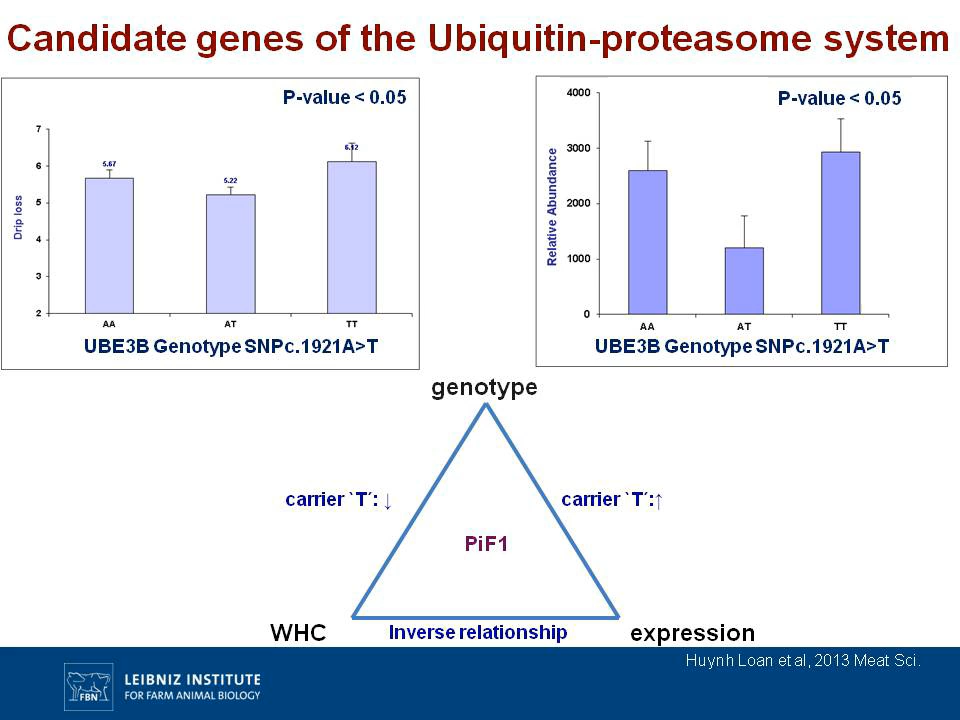 Candidate genes of the Ubiquitin-proteasome system
P-value < 0.05
7
6
5
4
3
2
Drip loss
5.67
5.22
6.12
AA
AT
TT
UBE3B Genotype SNPc.1921A>T
P-value < 0.05
4000
3000
2000
1000
0
Relative Abundance
AA
AT
TT
UBE3B Genotype SNPc.1921A>T
genotype
carrier `T´: ↓
carrier `T´:↑
PiF1
WHC
Inverse relationship
expression
Huynh Loan et al, 2013 Meat Sci.
FBN
LEIBNIZ INSTITUTE
FOR FARM ANIMAL BIOLOGY